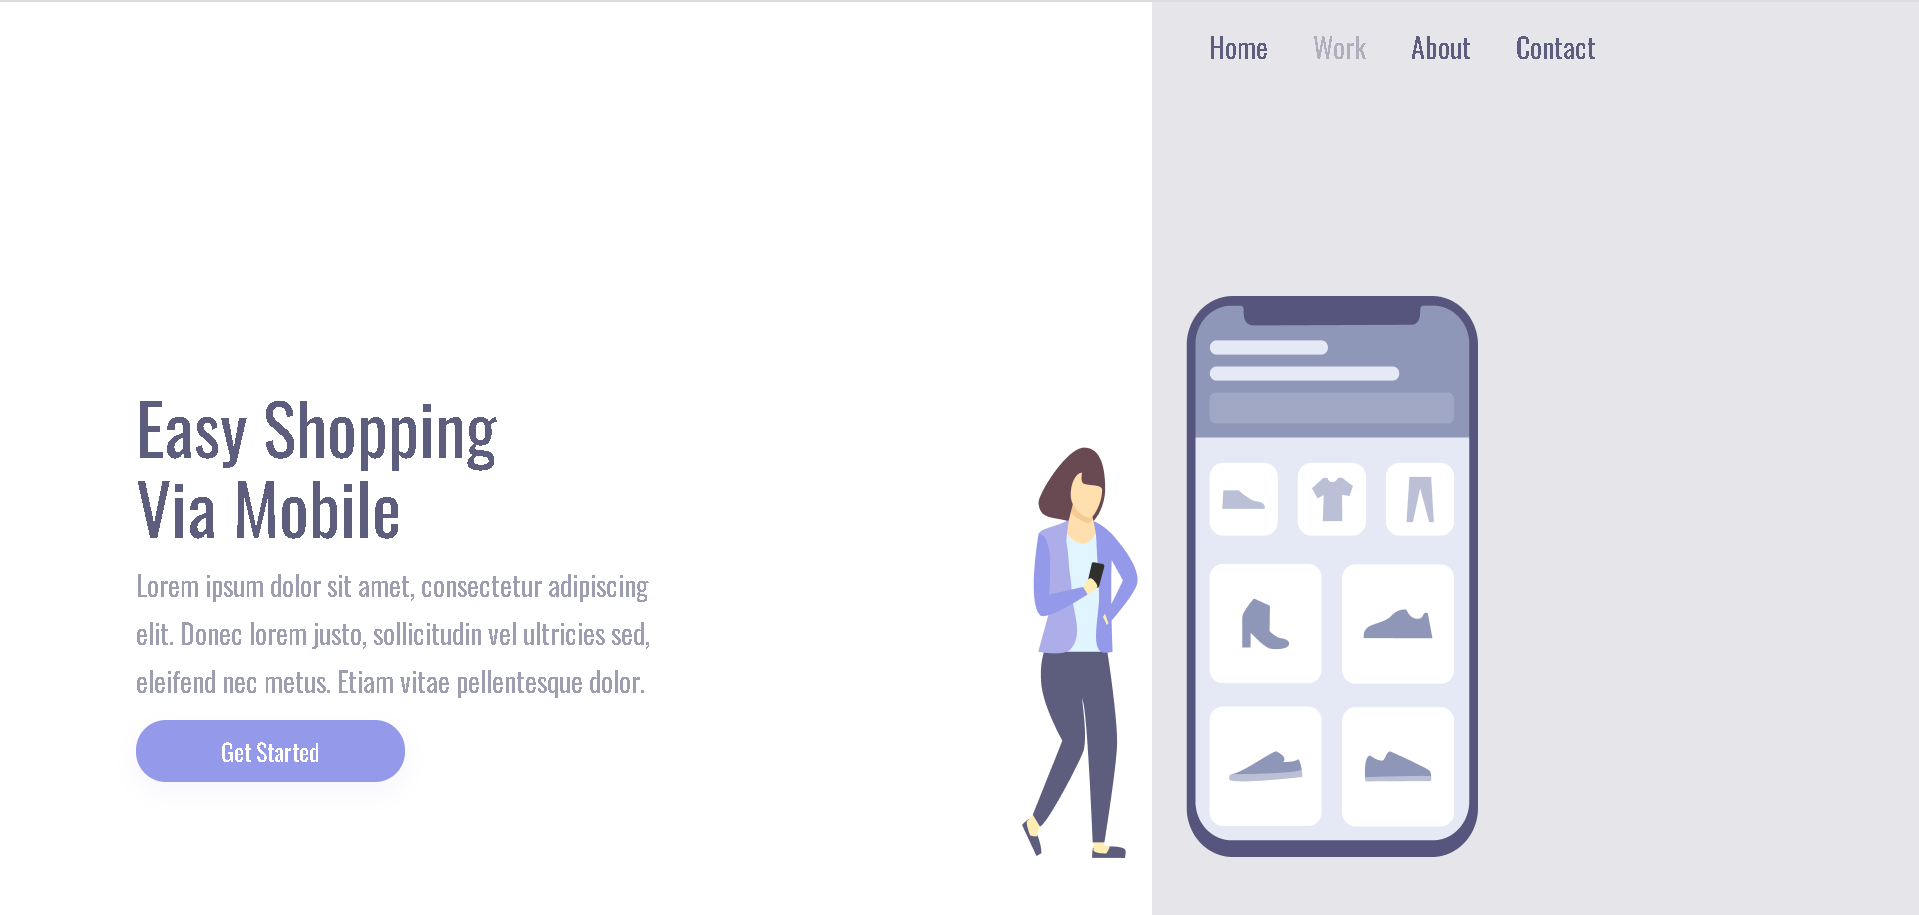 Home
Work
About
Contact
Easy Shopping
Via Mobile
Lorem ipsum dolor sit amet, consectetur adipiscing
elit. Donec lorem justo, sollicitudin vel ultricies sed,
eleifend nec metus. Etiam vitae pellentesque dolor.
Get Started